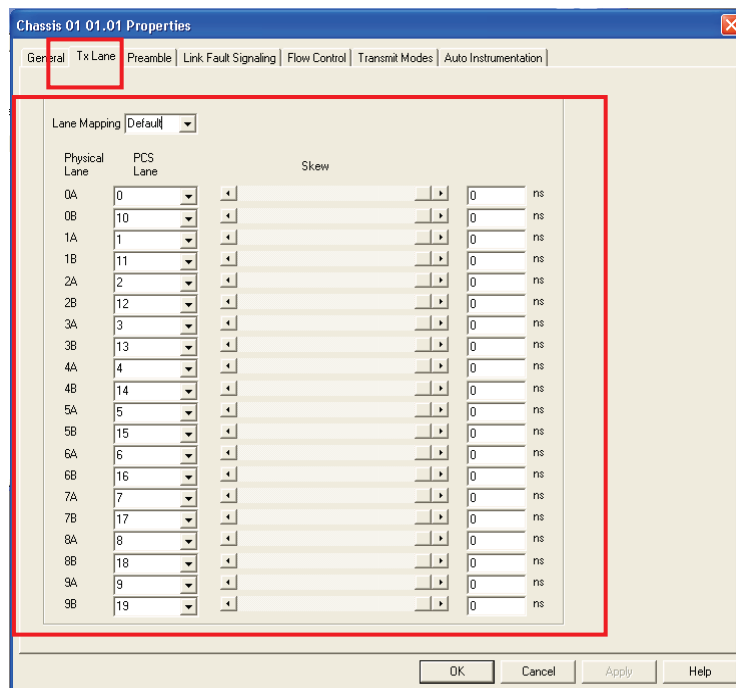 Chassis 01 01.01 Properties
General Tx Lane Preamble Link Fault Signaling Flow Control Transmit Modes Auto Instrumentation
Lane Mapping Default
Physical Lane PCS Lane Skew
0A 0 0 ns
0B 10 0 ns
1A 1 0 ns
1B 11 0 ns
2A 2 0 ns
2B 12 0 ns
3A 3 0 ns
3B 13 0 ns
4A 4 0 ns
4B 14 0 ns
5A 5 0 ns
5B 15 0 ns
6A 6 0 ns
6B 16 0 ns
7A 7 0 ns
7B 17 0 ns
8A 8 0 ns
8B 18 0 ns
9A 9 0 ns
9B 19 0 ns
OK Cancel Apply Help